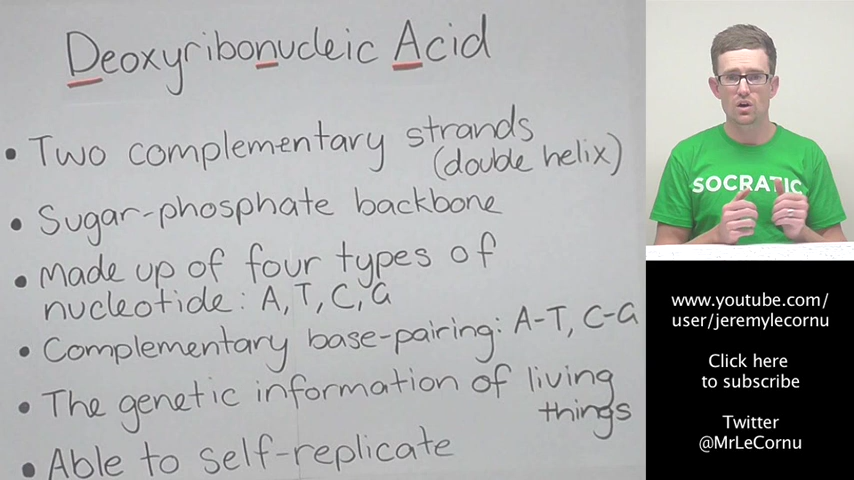 Deoxyribonucleic Acid
• Two complementary strands
(double helix)
• Sugar-phosphate backbone
• Made up of four types of
nucleotide: A, T, C, G
• Complementary base-pairing: A-T, C-G
• The genetic information of living
things
• Able to self-replicate
SOCRATIC
www.youtube.com/
user/jeremylecornu
Click here
to subscribe
Twitter
@MrLeCornu